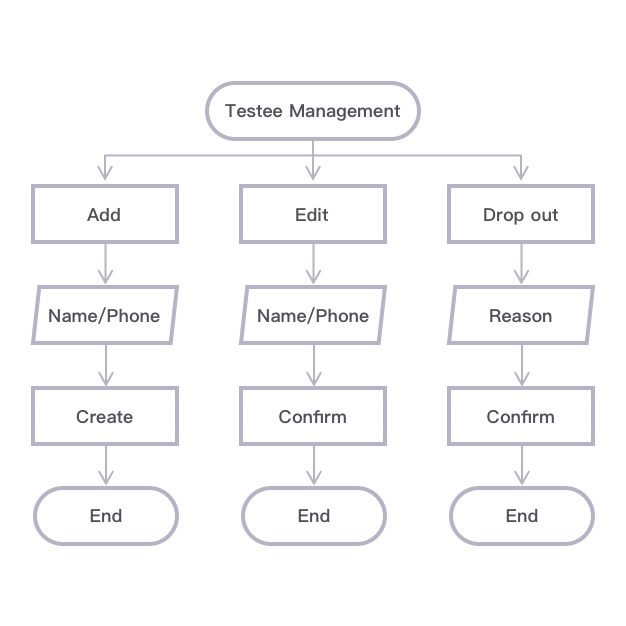 Testee Management
Add
Edit
Drop out
Name/Phone
Name/Phone
Reason
Create
Confirm
Confirm
End
End
End